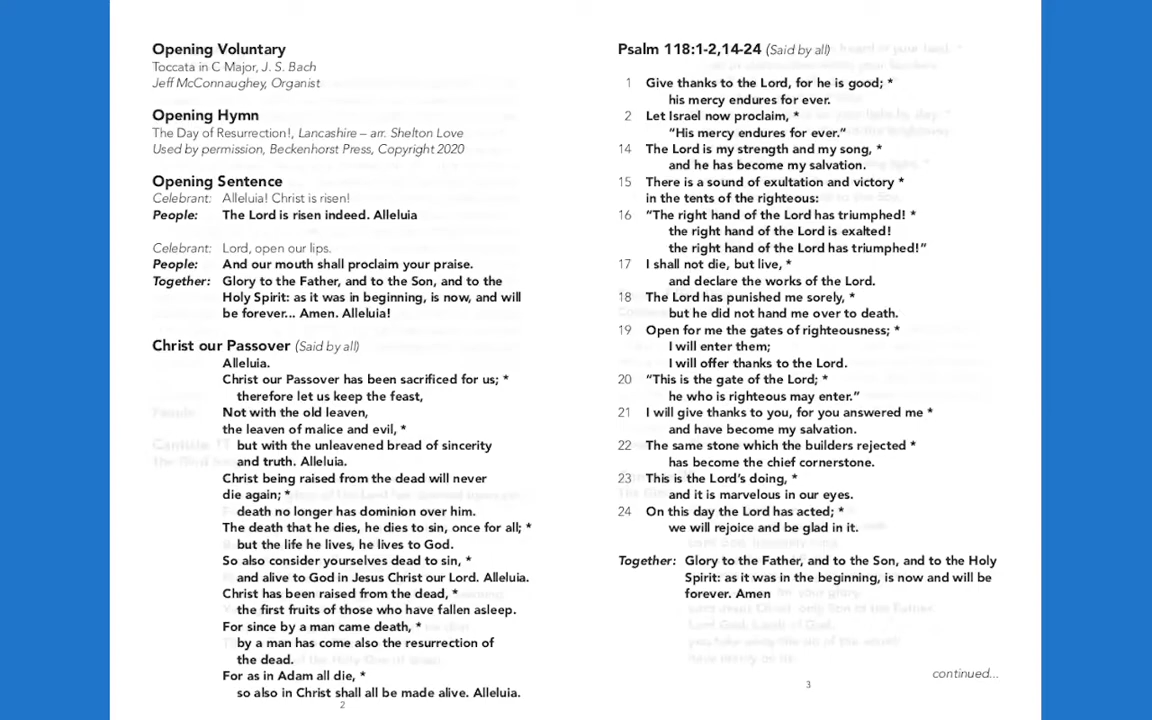 Opening Voluntary
Toccata in C Major, J. S. Bach
Jeff McConnaughey, Organist
Opening Hymn
The Day of Resurrection!, Lancashire – arr. Shelton Love
Used by permission, Beckenhorst Press, Copyright 2020
Opening Sentence
Celebrant: Alleluia! Christ is risen!
People: The Lord is risen indeed. Alleluia
Celebrant: Lord, open our lips.
People: And our mouth shall proclaim your praise.
Together: Glory to the Father, and to the Son, and to the
Holy Spirit: as it was in beginning, is now, and will
be forever... Amen. Alleluia!
Christ our Passover (Said by all)
Alleluia.
Christ our Passover has been sacrificed for us; *
therefore let us keep the feast,
Not with the old leaven,
the leaven of malice and evil, *
but with the unleavened bread of sincerity
and truth. Alleluia.
Christ being raised from the dead will never
die again; *
death no longer has dominion over him.
The death that he dies, he dies to sin, once for all; *
but the life he lives, he lives to God.
So also consider yourselves dead to sin, *
and alive to God in Jesus Christ our Lord. Alleluia.
Christ has been raised from the dead, *
the first fruits of those who have fallen asleep.
For since by a man came death, *
by a man has come also the resurrection of
the dead.
For as in Adam all die, *
so also in Christ shall all be made alive. Alleluia.
2
Psalm 118:1-2,14-24 (Said by all)
1 Give thanks to the Lord, for he is good; *
his mercy endures for ever.
2 Let Israel now proclaim, *
“His mercy endures for ever.”
14 The Lord is my strength and my song, *
and he has become my salvation.
15 There is a sound of exultation and victory *
in the tents of the righteous:
16 “The right hand of the Lord has triumphed! *
the right hand of the Lord is exalted!
the right hand of the Lord has triumphed!”
17 I shall not die, but live, *
and declare the works of the Lord.
18 The Lord has punished me sorely, *
but he did not hand me over to death.
19 Open for me the gates of righteousness; *
I will enter them;
I will offer thanks to the Lord.
20 “This is the gate of the Lord; *
he who is righteous may enter.”
21 I will give thanks to you, for you answered me *
and have become my salvation.
22 The same stone which the builders rejected *
has become the chief cornerstone.
23 This is the Lord’s doing, *
and it is marvelous in our eyes.
24 On this day the Lord has acted; *
we will rejoice and be glad in it.
Together: Glory to the Father, and to the Son, and to the Holy
Spirit: as it was in the beginning, is now and will be
forever. Amen
continued...
3